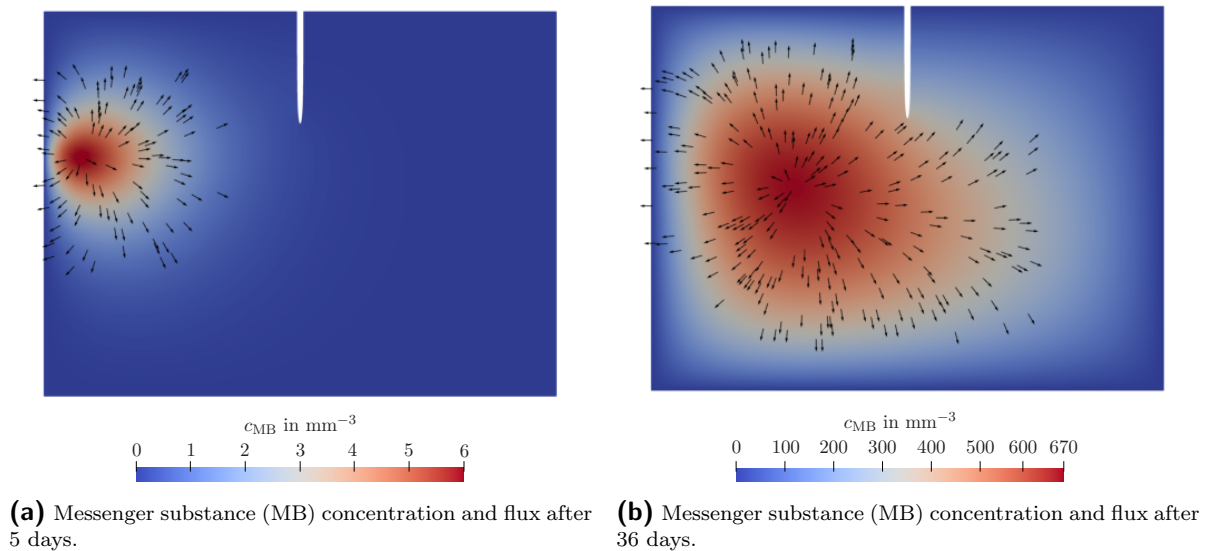 c_MB in mm⁻³
0 1 2 3 4 5 6
(a) Messenger substance (MB) concentration and flux after
5 days.
c_MB in mm⁻³
0 100 200 300 400 500 600 670
(b) Messenger substance (MB) concentration and flux after
36 days.